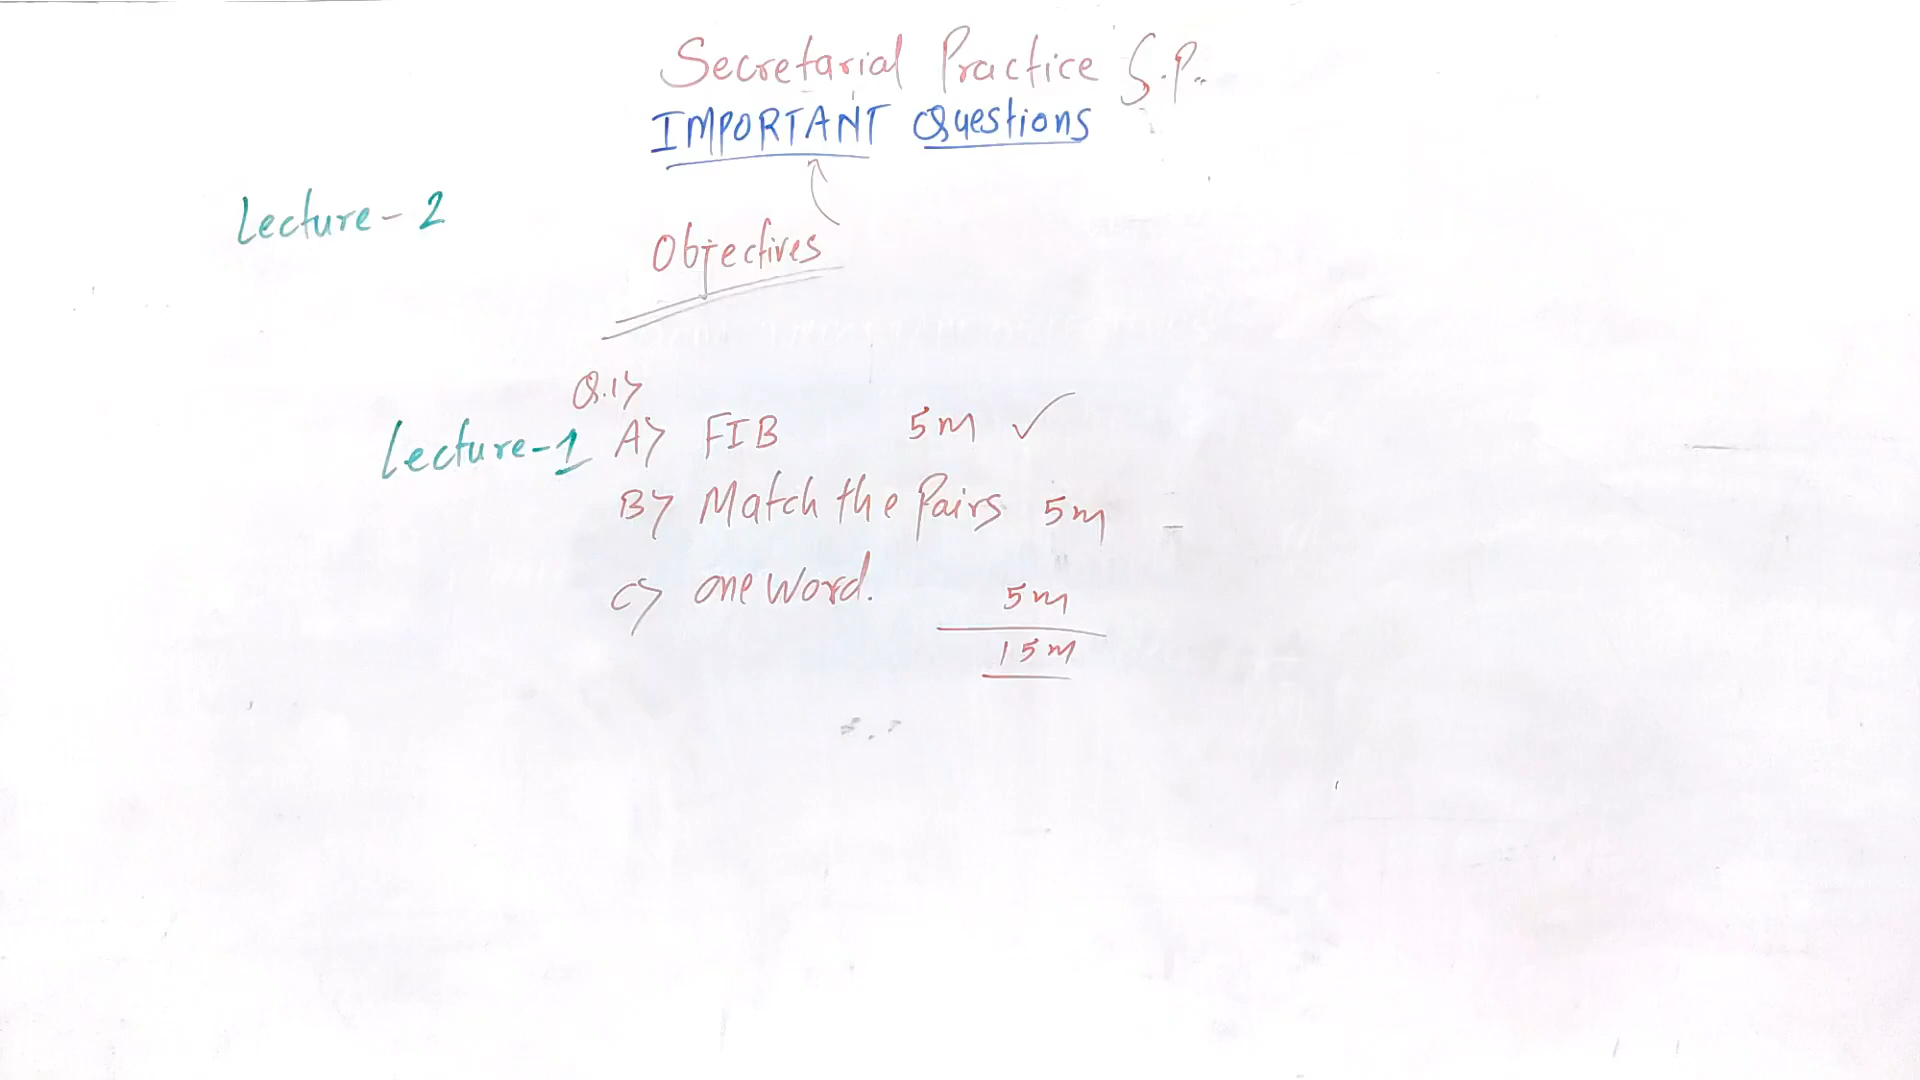 Secretarial Practice S.P.
IMPORTANT Questions
Lecture - 2
Objectives
Q.1>
Lecture-1 A> FIB 5m ✓
B> Match the Pairs 5m
C> one word. 5m
15m